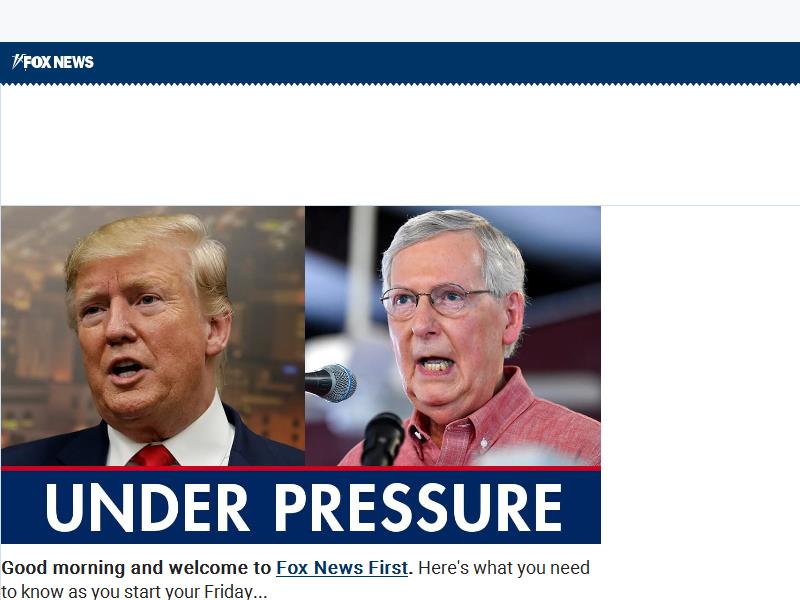 FOX NEWS
UNDER PRESSURE
Good morning and welcome to Fox News First. Here's what you need
to know as you start your Friday...